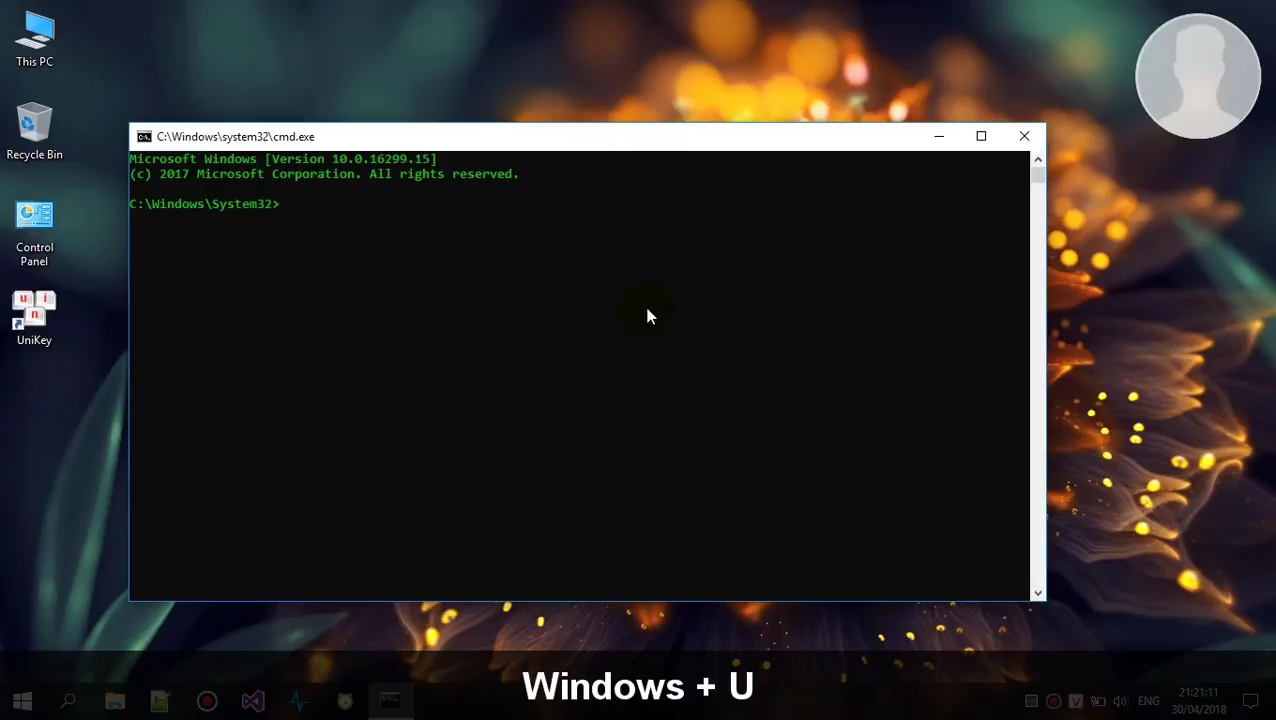 This PC
Recycle Bin
Control
Panel
u i
n
UniKey
C:\Windows\system32\cmd.exe
Microsoft Windows [Version 10.0.16299.15]
(c) 2017 Microsoft Corporation. All rights reserved.
C:\Windows\System32>
Windows + U
V
ENG
21:21:11
30/04/2018